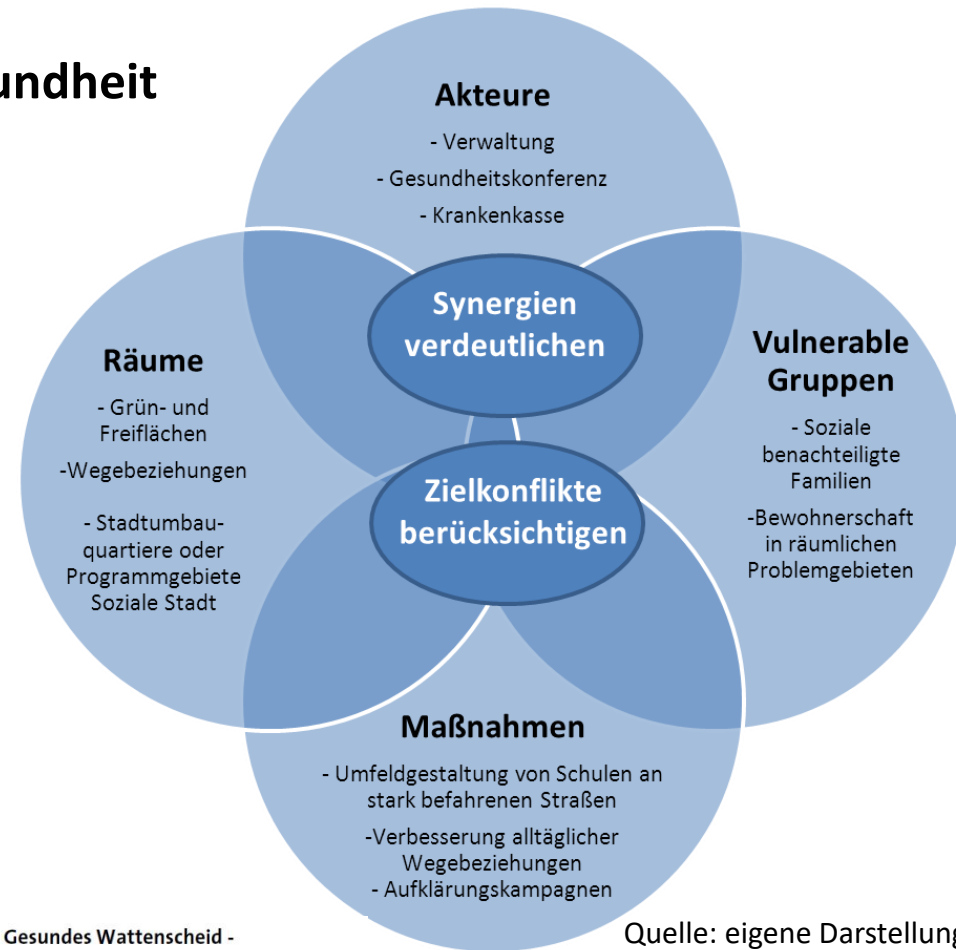 undheit
Akteure
- Verwaltung
- Gesundheitskonferenz
- Krankenkasse
Synergien
verdeutlichen
Räume
- Grün- und
Freiflächen
-Wegebeziehungen
- Stadtumbau-
quartiere oder
Programmgebiete
Soziale Stadt
Vulnerable
Gruppen
- Soziale
benachteiligte
Familien
-Bewohnerschaft
in räumlichen
Problemgebieten
Zielkonflikte
berücksichtigen
Maßnahmen
- Umfeldgestaltung von Schulen an
stark befahrenen Straßen
-Verbesserung alltäglicher
Wegebeziehungen
- Aufklärungskampagnen
Gesundes Wattenscheid -
Quelle: eigene Darstellung